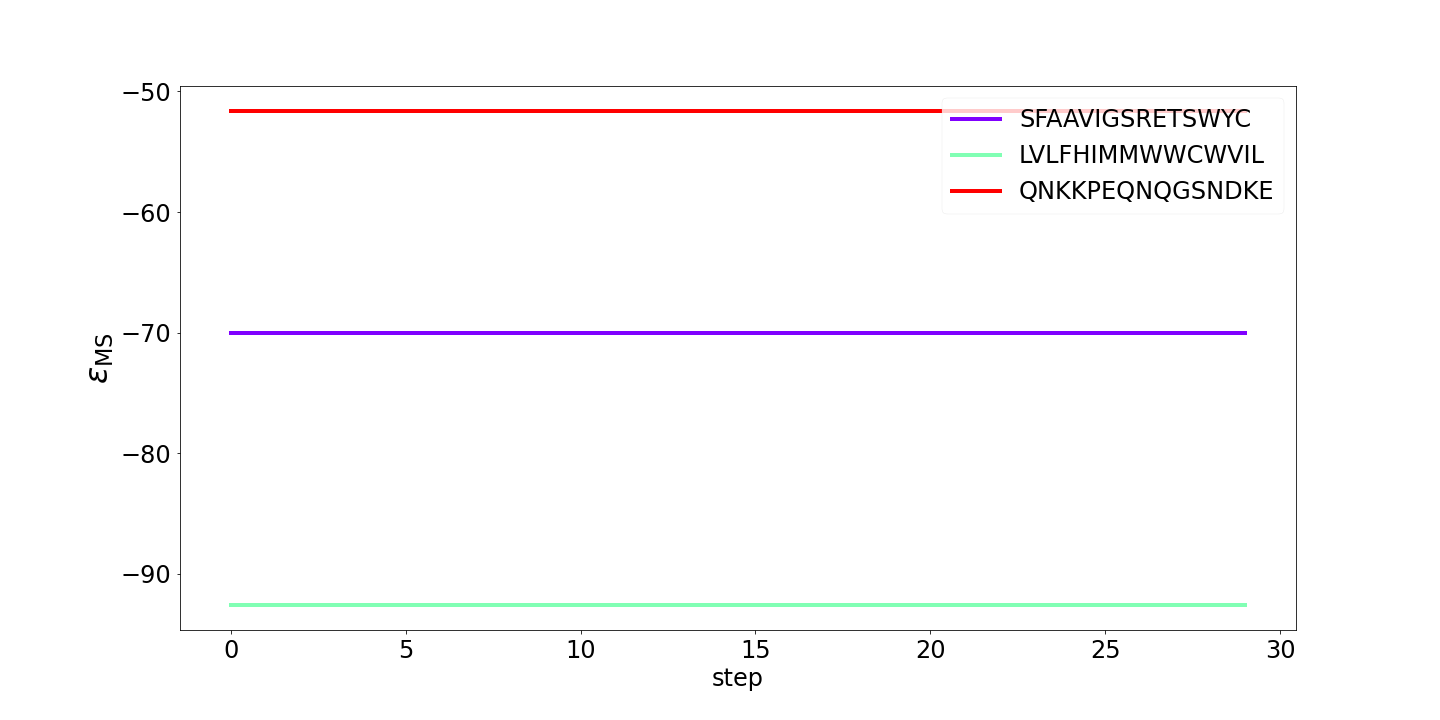 −50
−60
−70
−80
−90
εMS
0 5 10 15 20 25 30
step
SFAAVIGSRETSWYC
LVLFHIMMWWCWVIL
QNKKPEQNQGSNDKE